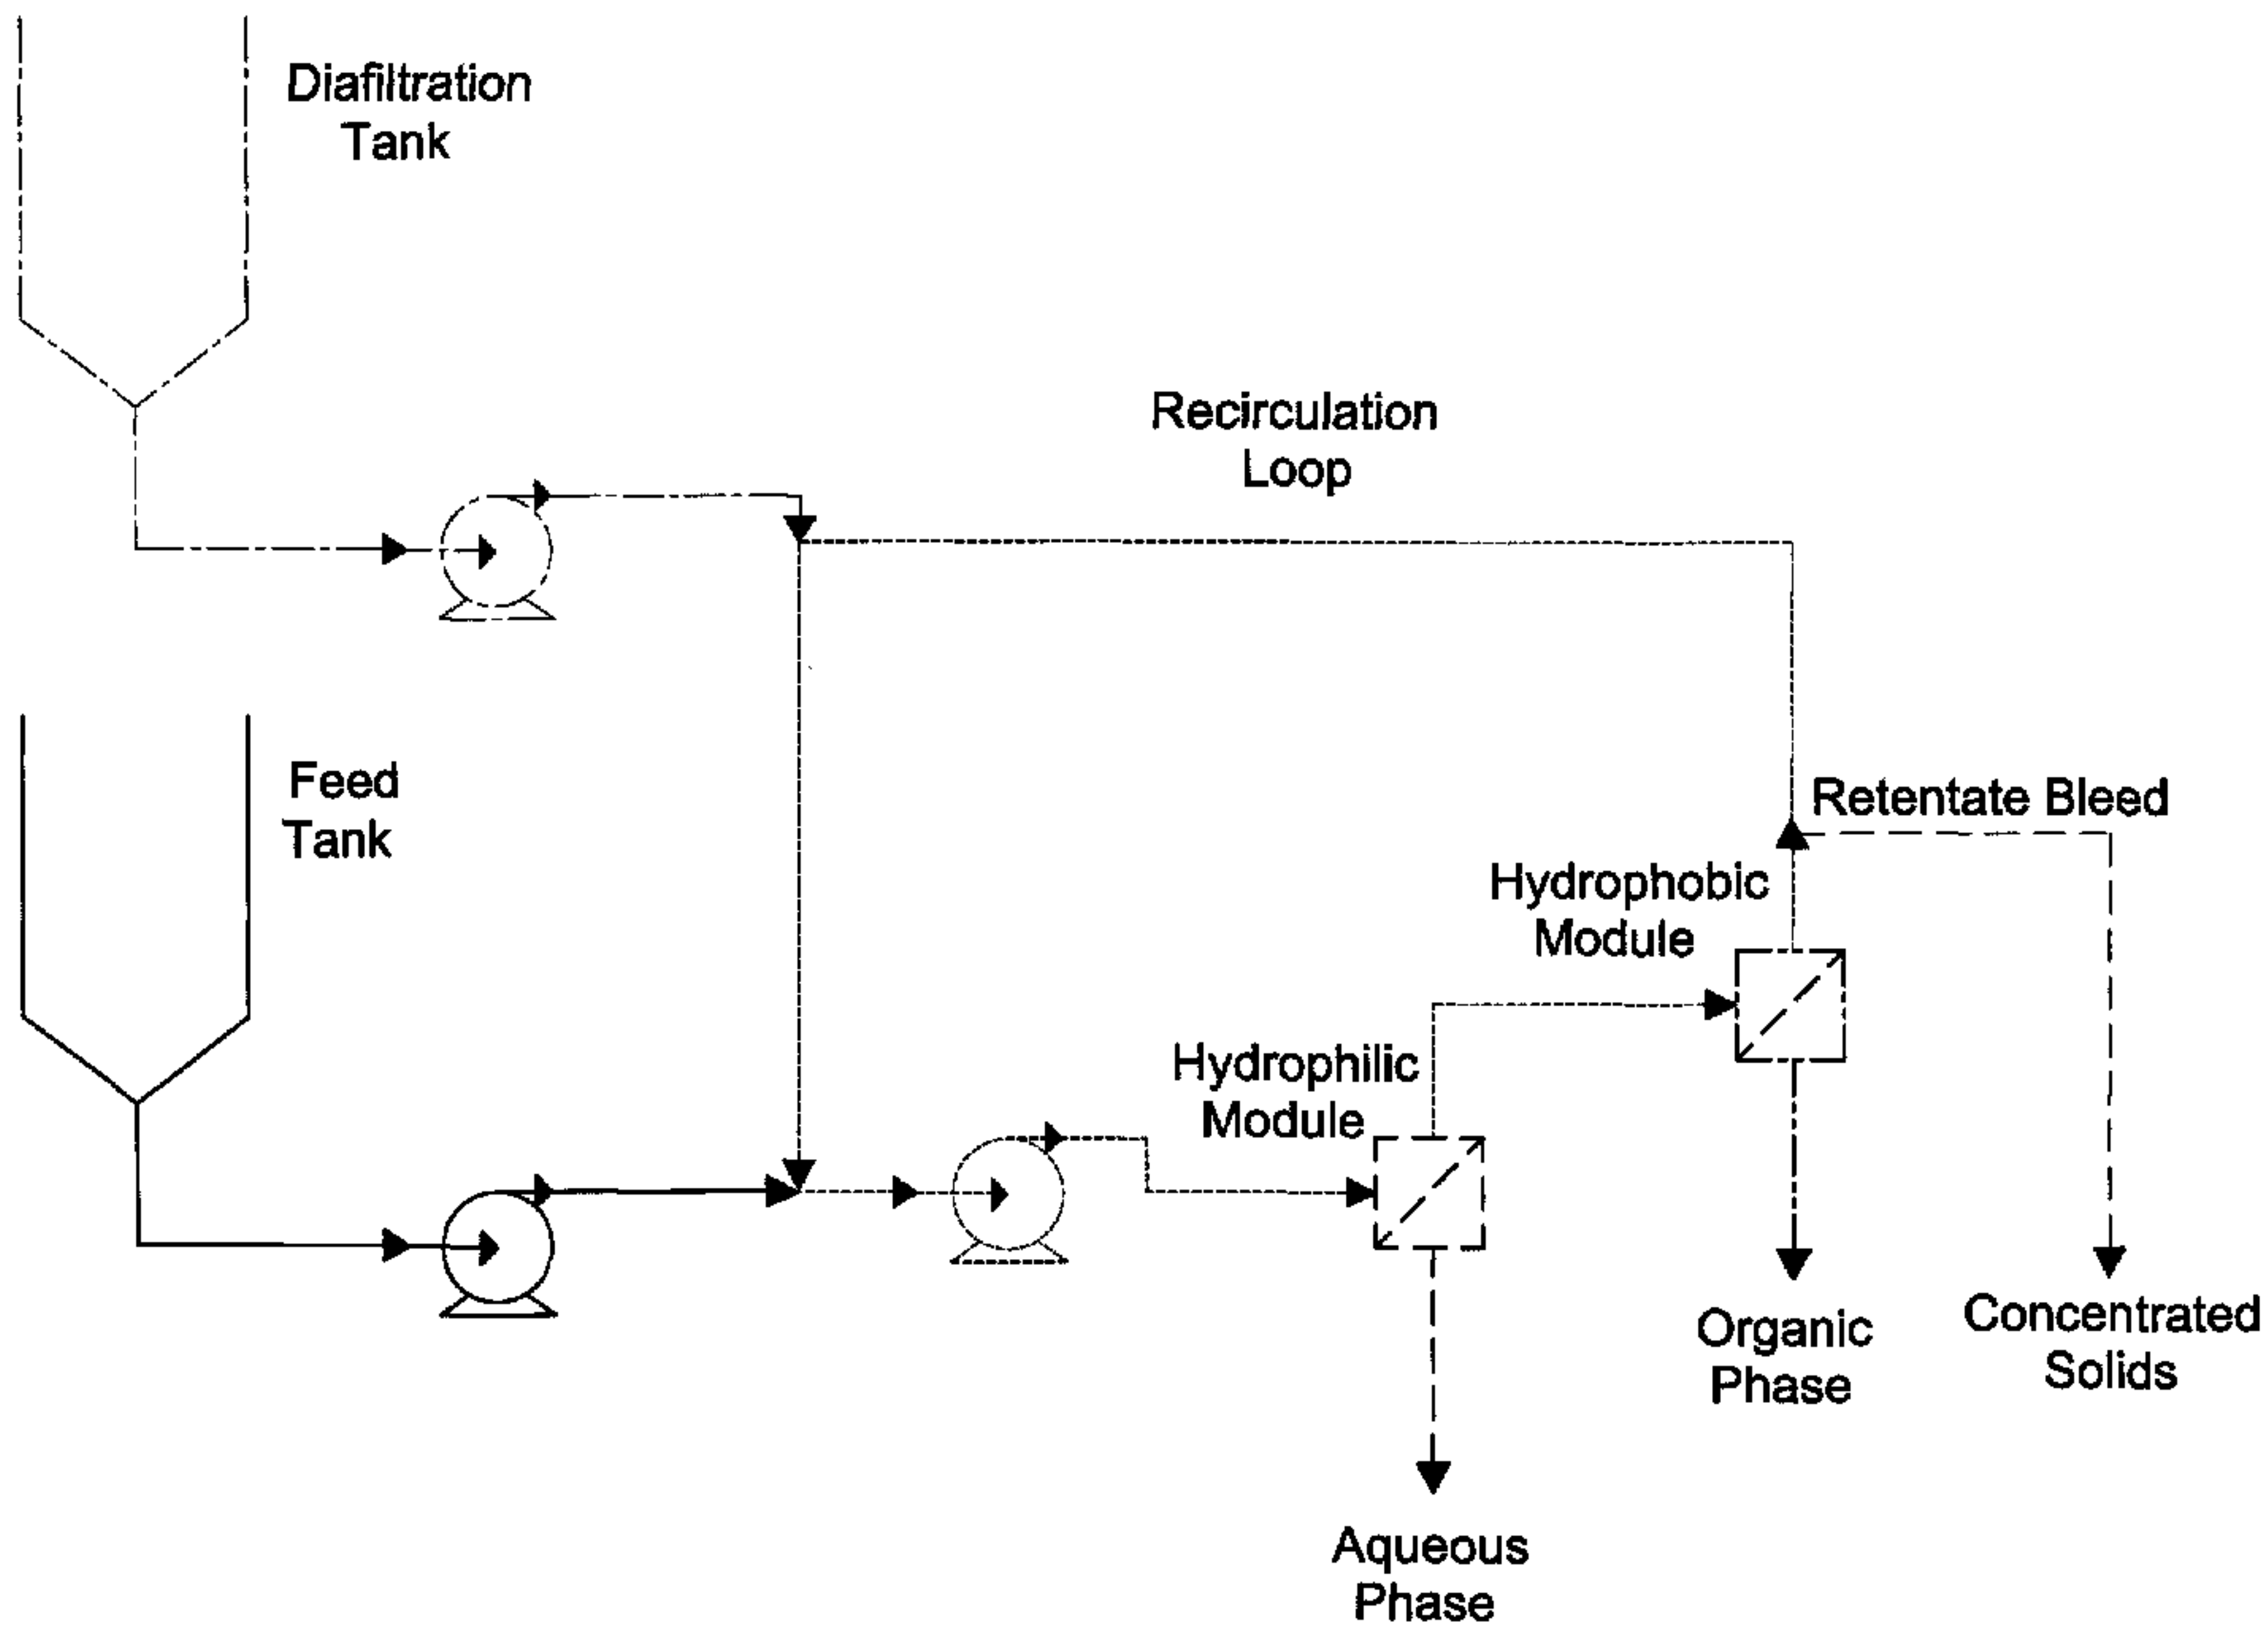 Diafiltration
Tank
Recirculation
Loop
Feed
Tank
Retentate Bleed
Hydrophobic
Module
Hydrophilic
Module
Organic
Phase
Concentrated
Solids
Aqueous
Phase